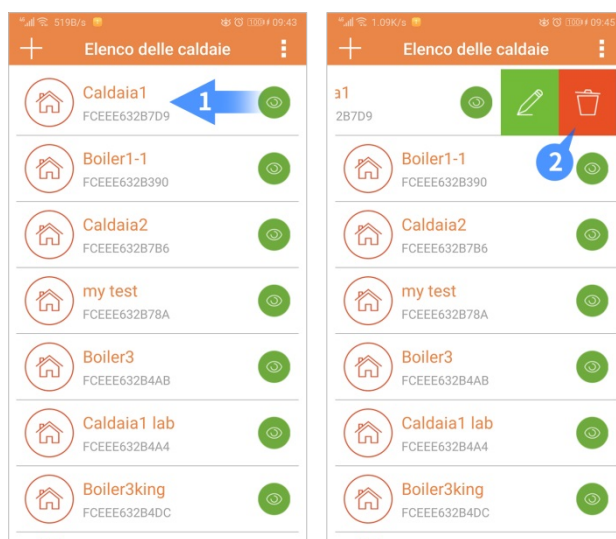 519B/s 100% 09:43
Elenco delle caldaie
Caldaia1
FCEEE632B7D9
1
Boiler1-1
FCEEE632B390
Caldaia2
FCEEE632B7B6
my test
FCEEE632B78A
Boiler3
FCEEE632B4AB
Caldaia1 lab
FCEEE632B4A4
Boiler3king
FCEEE632B4DC
1.09K/s 09:45
Elenco delle caldaie
a1
2B7D9
2
Boiler1-1
FCEEE632B390
Caldaia2
FCEEE632B7B6
my test
FCEEE632B78A
Boiler3
FCEEE632B4AB
Caldaia1 lab
FCEEE632B4A4
Boiler3king
FCEEE632B4DC